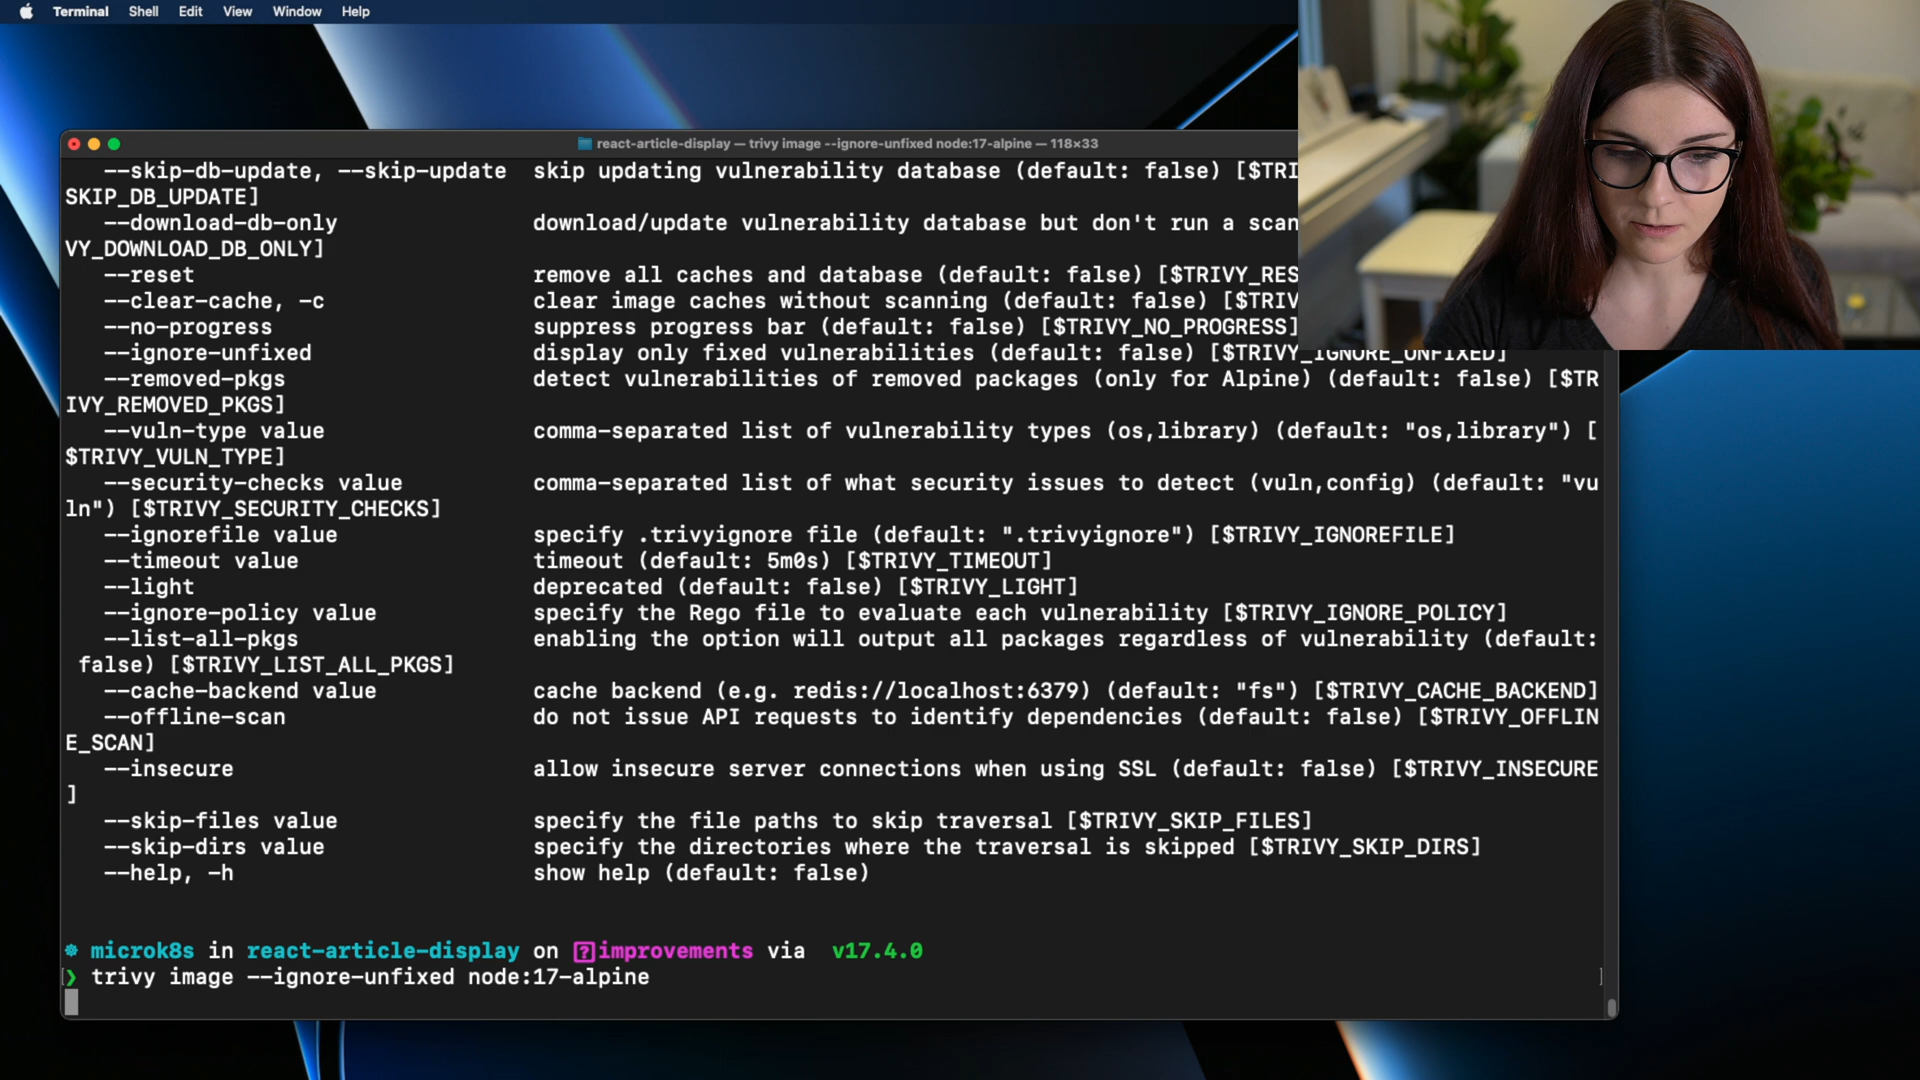 Terminal Shell Edit View Window Help
react-article-display — trivy image --ignore-unfixed node:17-alpine — 118×33
--skip-db-update, --skip-update skip updating vulnerability database (default: false) [$TRI
SKIP_DB_UPDATE]
--download-db-only download/update vulnerability database but don't run a scan
VY_DOWNLOAD_DB_ONLY]
--reset remove all caches and database (default: false) [$TRIVY_RES
--clear-cache, -c clear image caches without scanning (default: false) [$TRIV
--no-progress suppress progress bar (default: false) [$TRIVY_NO_PROGRESS]
--ignore-unfixed display only fixed vulnerabilities (default: false) [$TRIVY_IGNORE_UNFIXED]
--removed-pkgs detect vulnerabilities of removed packages (only for Alpine) (default: false) [$TR
IVY_REMOVED_PKGS]
--vuln-type value comma-separated list of vulnerability types (os,library) (default: "os,library") [
$TRIVY_VULN_TYPE]
--security-checks value comma-separated list of what security issues to detect (vuln,config) (default: "vu
ln") [$TRIVY_SECURITY_CHECKS]
--ignorefile value specify .trivyignore file (default: ".trivyignore") [$TRIVY_IGNOREFILE]
--timeout value timeout (default: 5m0s) [$TRIVY_TIMEOUT]
--light deprecated (default: false) [$TRIVY_LIGHT]
--ignore-policy value specify the Rego file to evaluate each vulnerability [$TRIVY_IGNORE_POLICY]
--list-all-pkgs enabling the option will output all packages regardless of vulnerability (default:
false) [$TRIVY_LIST_ALL_PKGS]
--cache-backend value cache backend (e.g. redis://localhost:6379) (default: "fs") [$TRIVY_CACHE_BACKEND]
--offline-scan do not issue API requests to identify dependencies (default: false) [$TRIVY_OFFLIN
E_SCAN]
--insecure allow insecure server connections when using SSL (default: false) [$TRIVY_INSECURE
]
--skip-files value specify the file paths to skip traversal [$TRIVY_SKIP_FILES]
--skip-dirs value specify the directories where the traversal is skipped [$TRIVY_SKIP_DIRS]
--help, -h show help (default: false)
☸ microk8s in react-article-display on ?improvements via v17.4.0
[❯ trivy image --ignore-unfixed node:17-alpine ]